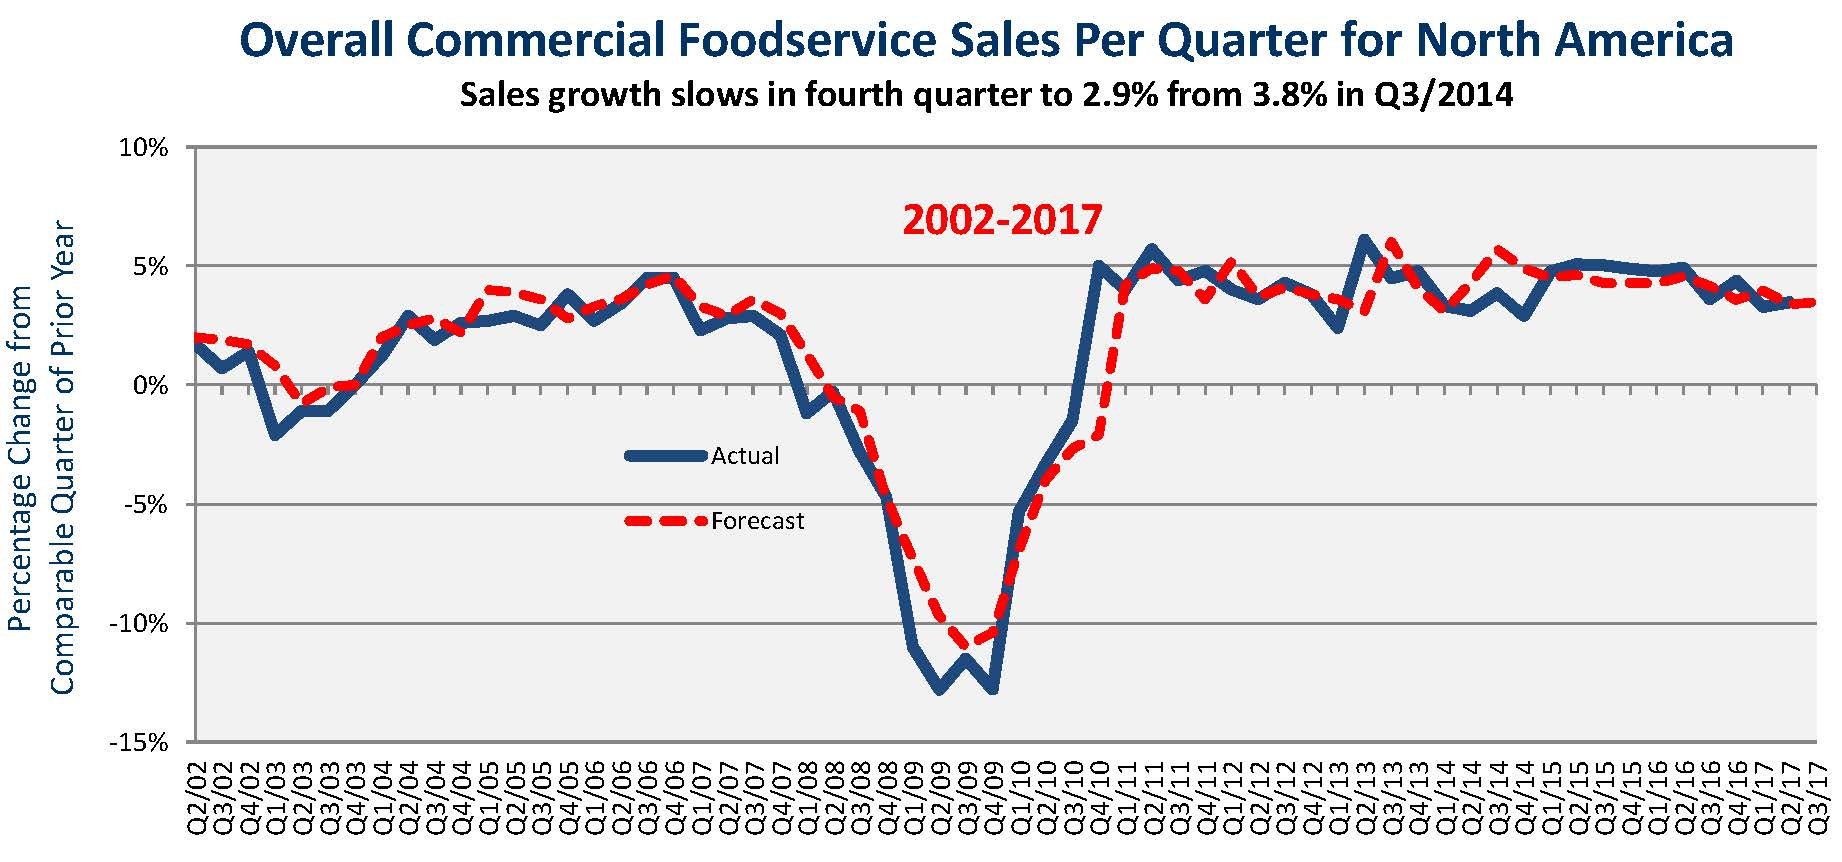 Overall Commercial Foodservice Sales Per Quarter for North America
Sales growth slows in fourth quarter to 2.9% from 3.8% in Q3/2014
2002-2017
Percentage Change from
Comparable Quarter of Prior Year
10%
5%
0%
-5%
-10%
-15%
Actual
Forecast
Q2/02
Q3/02
Q4/02
Q1/03
Q2/03
Q3/03
Q4/03
Q1/04
Q2/04
Q3/04
Q4/04
Q1/05
Q2/05
Q3/05
Q4/05
Q1/06
Q2/06
Q3/06
Q4/06
Q1/07
Q2/07
Q3/07
Q4/07
Q1/08
Q2/08
Q3/08
Q4/08
Q1/09
Q2/09
Q3/09
Q4/09
Q1/10
Q2/10
Q3/10
Q4/10
Q1/11
Q2/11
Q3/11
Q4/11
Q1/12
Q2/12
Q3/12
Q4/12
Q1/13
Q2/13
Q3/13
Q4/13
Q1/14
Q2/14
Q3/14
Q4/14
Q1/15
Q2/15
Q3/15
Q4/15
Q1/16
Q2/16
Q3/16
Q4/16
Q1/17
Q2/17
Q3/17